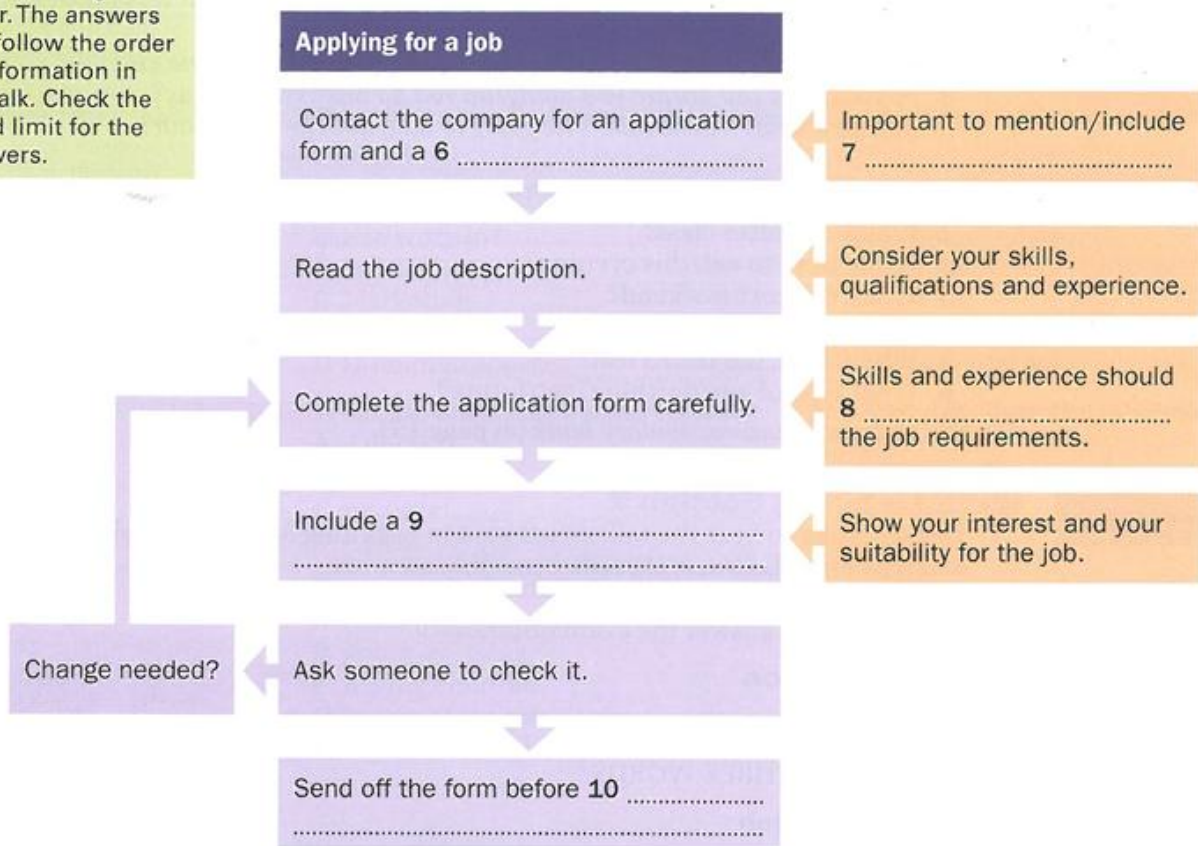 r. The answers
follow the order
formation in
alk. Check the
d limit for the
vers.
Applying for a job
Contact the company for an application
form and a 6 ........................................
Important to mention/include
7 ........................................
Read the job description.
Consider your skills,
qualifications and experience.
Complete the application form carefully.
Skills and experience should
8 ........................................
the job requirements.
Include a 9 ........................................
............................................................
Show your interest and your
suitability for the job.
Change needed?
Ask someone to check it.
Send off the form before 10 ....................
............................................................